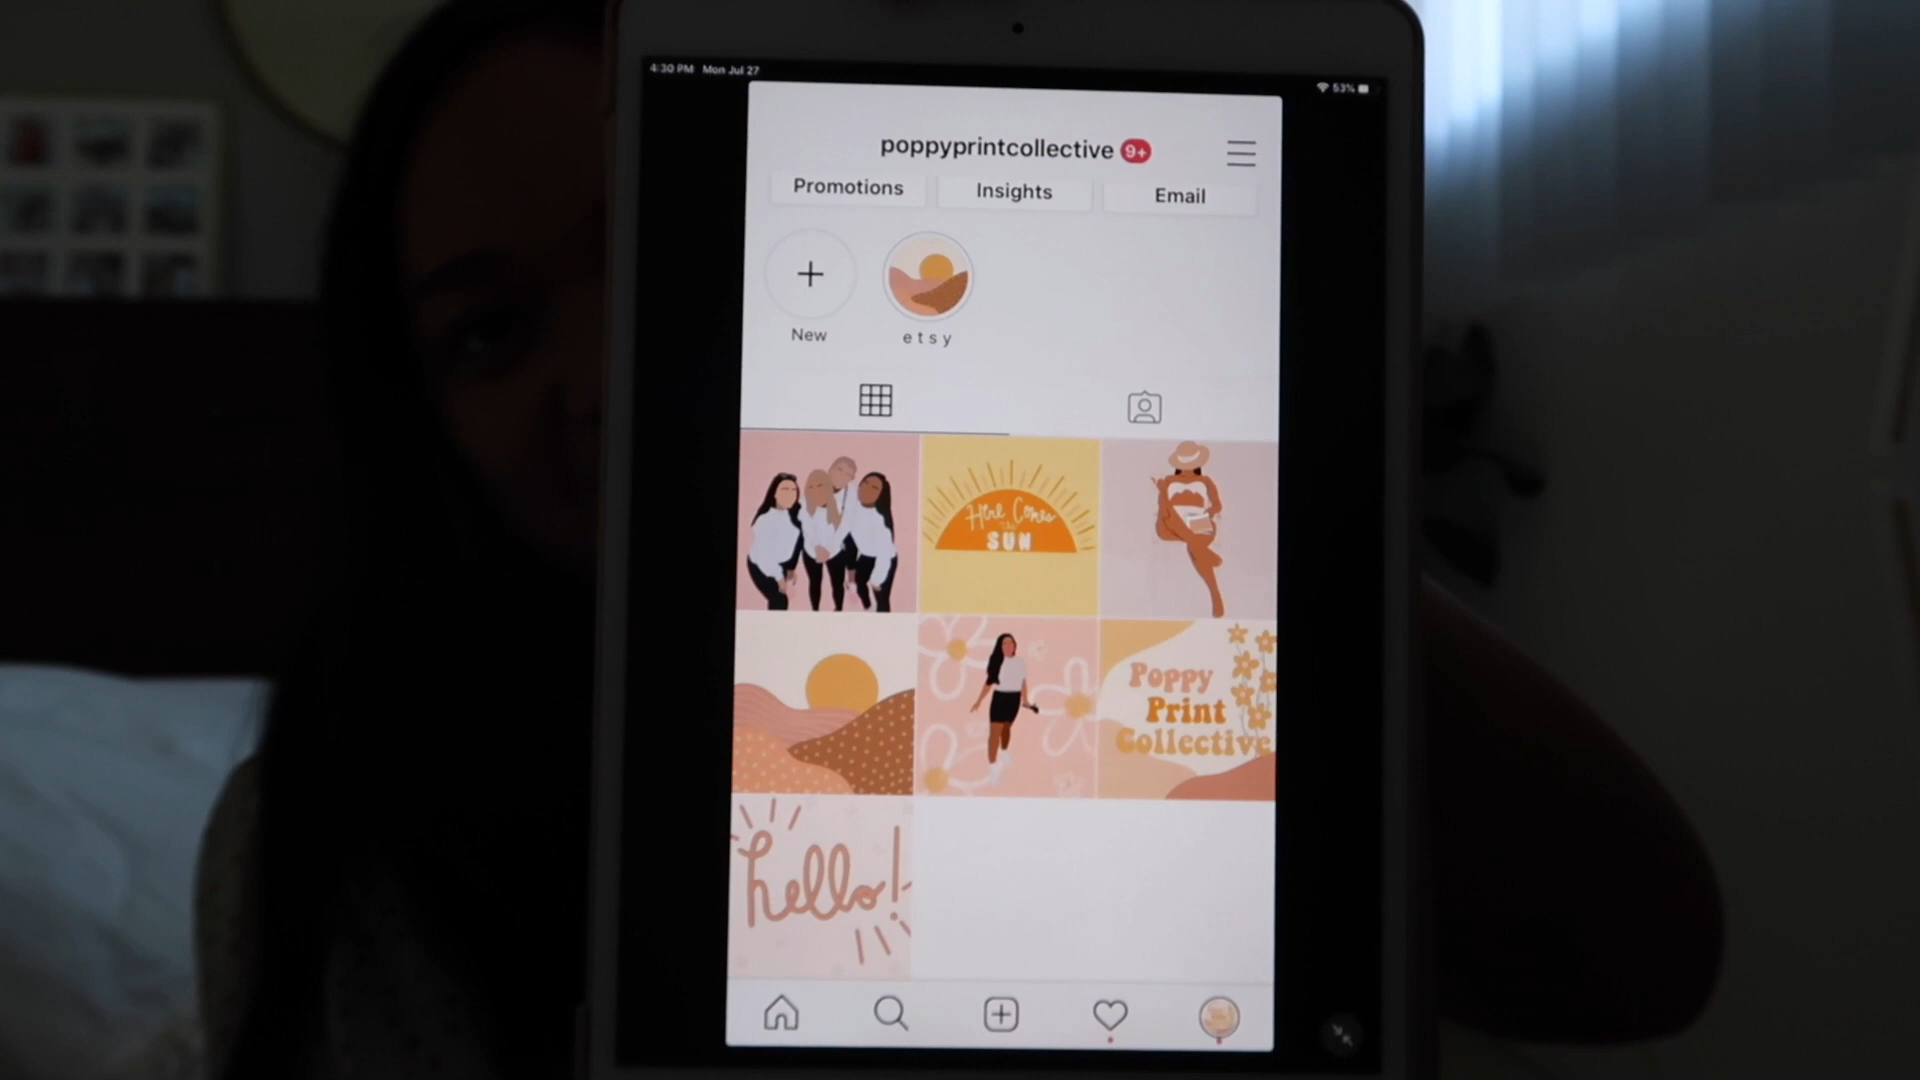 4:30 PM Mon Jul 27
53%
poppyprintcollective 9+
Promotions Insights Email
New
etsy
Here Comes
the
SUN
Poppy
Print
Collective
hello!